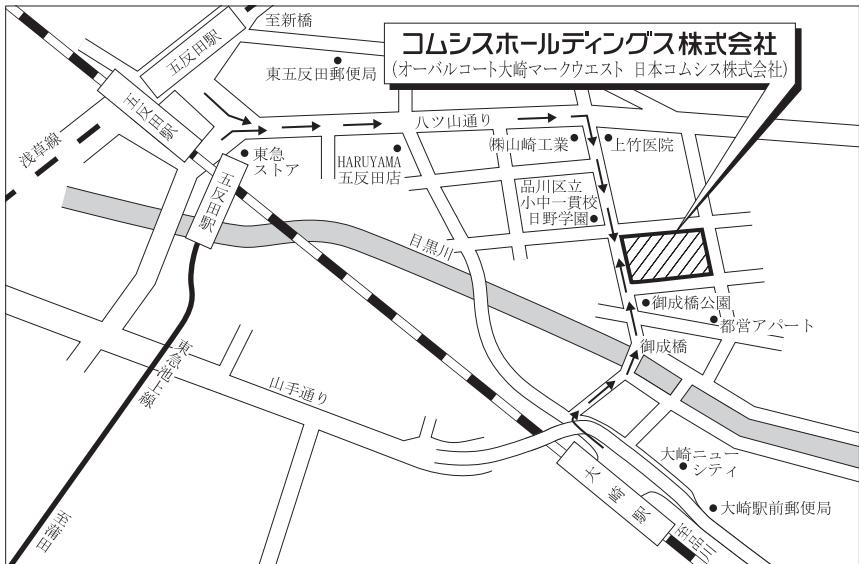 至新橋
五反田駅
コムシスホールディングス株式会社
(オーバルコート大崎マークウエスト 日本コムシス株式会社)
東五反田郵便局
五反田駅
浅草線
八ツ山通り
東急
ストア
HARUYAMA
五反田店
㈱山崎工業
上竹医院
五反田駅
品川区立
小中一貫校
日野学園
目黒川
御成橋公園
都営アパート
御成橋
東急池上線
山手通り
大崎ニュー
シティ
大崎駅
大崎駅前郵便局
至蒲田
至品川